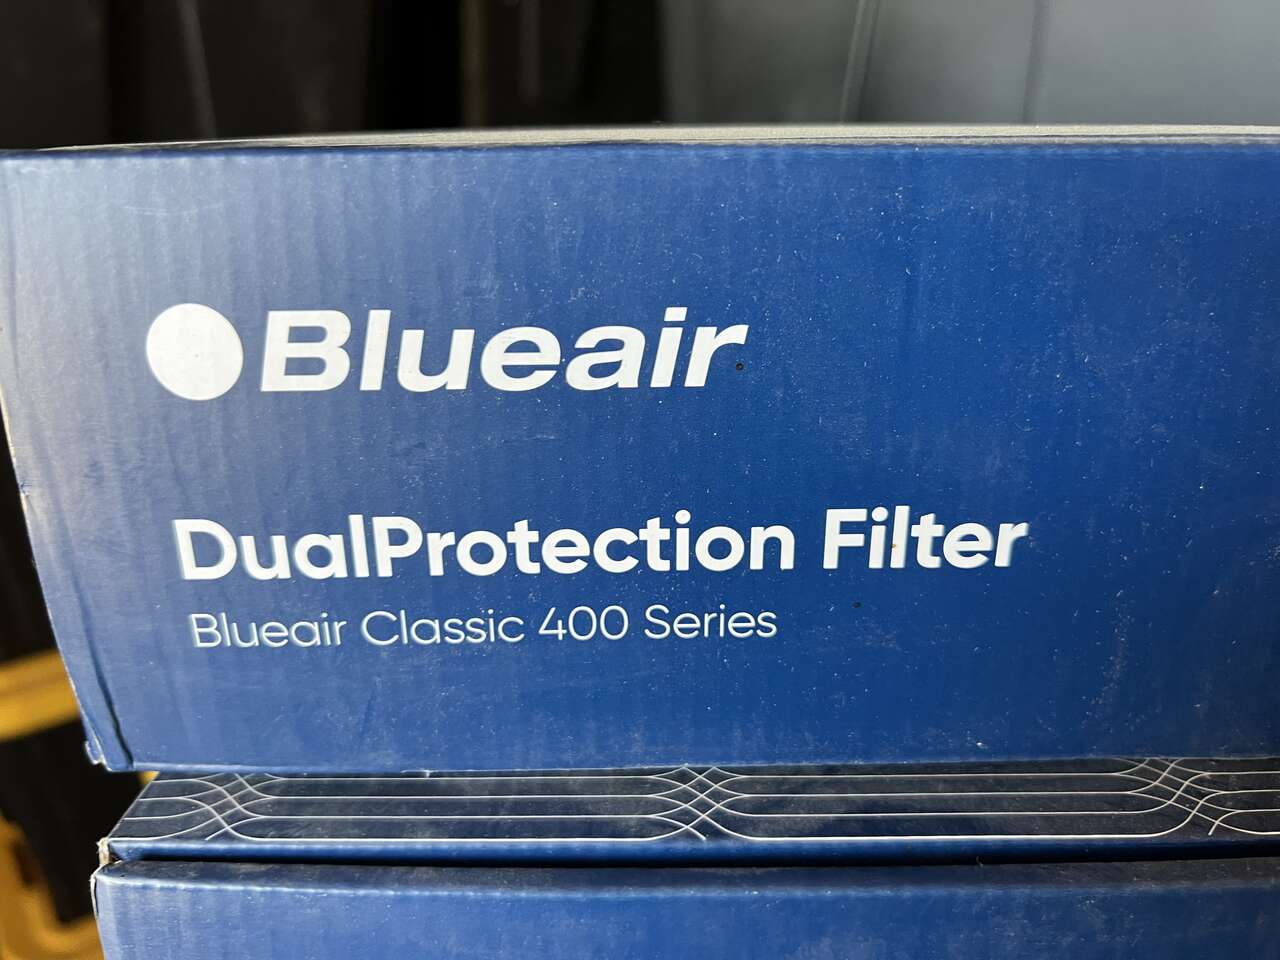 Blueair
DualProtection Filter
Blueair Classic 400 Series